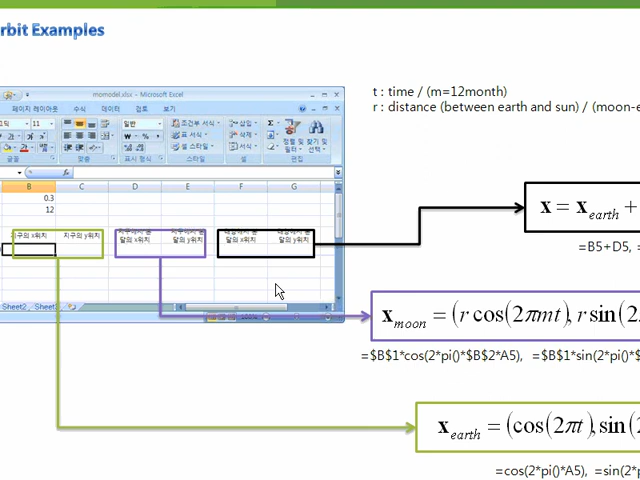 rbit Examples
momodel.xlsx - Microsoft Excel
t : time / (m=12month)
r : distance (between earth and sun) / (moon-e
페이지 레이아웃 수식 데이터 검토 보기
11 일반 조건부 서식 삽입 Σ
표 서식 삭제 정렬 및 찾기 및
셀 스타일 서식 필터 선택
글꼴 맞춤 표시 형식 스타일 셀 편집
fx
B C D E F G
0.3
12
지구의 x위치 지구의 y위치 달의 x위치 달의 y위치 달의 x위치 달의 y위치
x = x_earth +
=B5+D5,
Sheet2
x_moon = (r cos(2πmt), r sin(2
=$B$1*cos(2*pi()*$B$2*A5), =$B$1*sin(2*pi()*$
x_earth = (cos(2πt), sin(2
=cos(2*pi()*A5), =sin(2*p